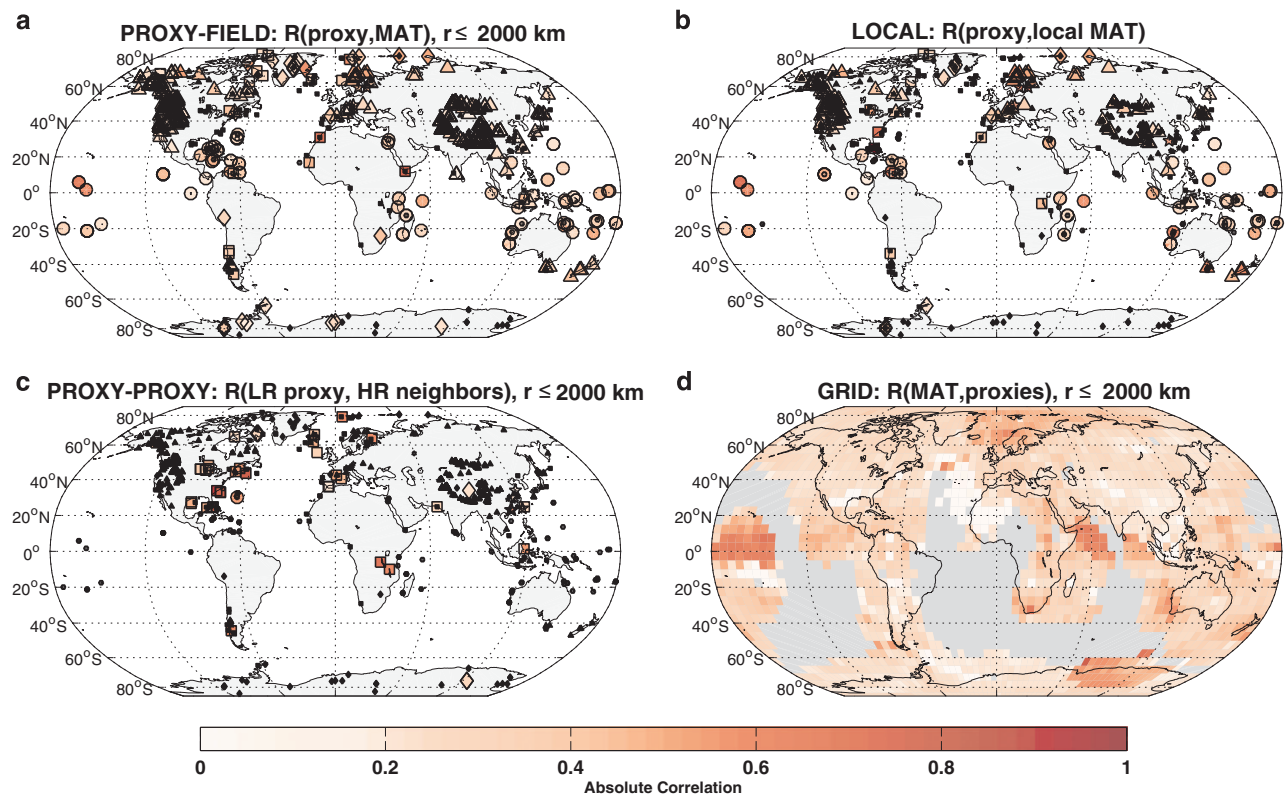 a
PROXY-FIELD: R(proxy,MAT), r ≤ 2000 km
80°N
60°N
40°N
20°N
0°
20°S
40°S
60°S
80°S
b
LOCAL: R(proxy,local MAT)
80°N
60°N
40°N
20°N
0°
20°S
40°S
60°S
80°S
c
PROXY-PROXY: R(LR proxy, HR neighbors), r ≤ 2000 km
80°N
60°N
40°N
20°N
0°
20°S
40°S
60°S
80°S
d
GRID: R(MAT,proxies), r ≤ 2000 km
80°N
60°N
40°N
20°N
0°
20°S
40°S
60°S
80°S
0 0.2 0.4 0.6 0.8 1
Absolute Correlation